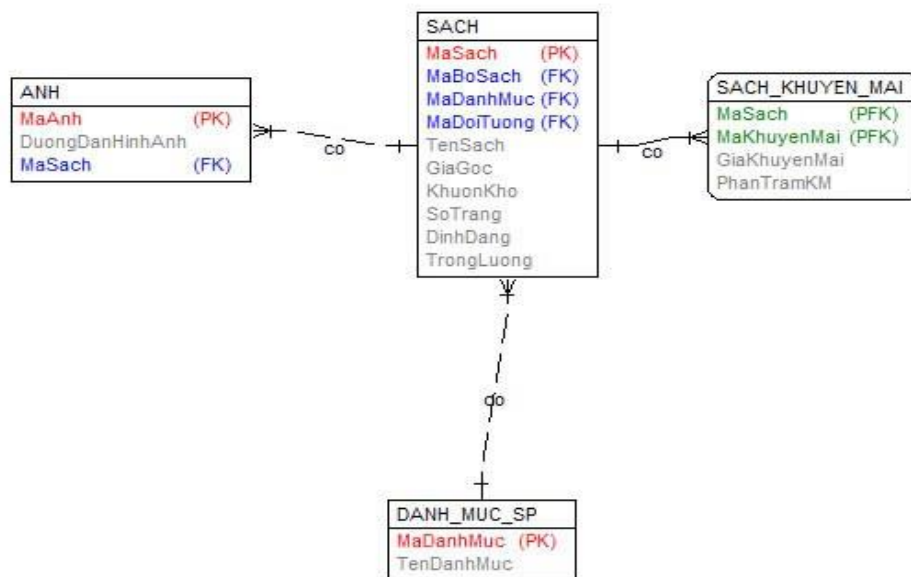 SACH
MaSach (PK)
MaBoSach (FK)
MaDanhMuc (FK)
MaDoiTuong (FK)
TenSach
GiaGoc
KhuonKho
SoTrang
DinhDang
TrongLuong
ANH
MaAnh (PK)
DuongDanHinhAnh
MaSach (FK)
co
co
SACH_KHUYEN_MAI
MaSach (PFK)
MaKhuyenMai (PFK)
GiaKhuyenMai
PhanTramKM
co
DANH_MUC_SP
MaDanhMuc (PK)
TenDanhMuc